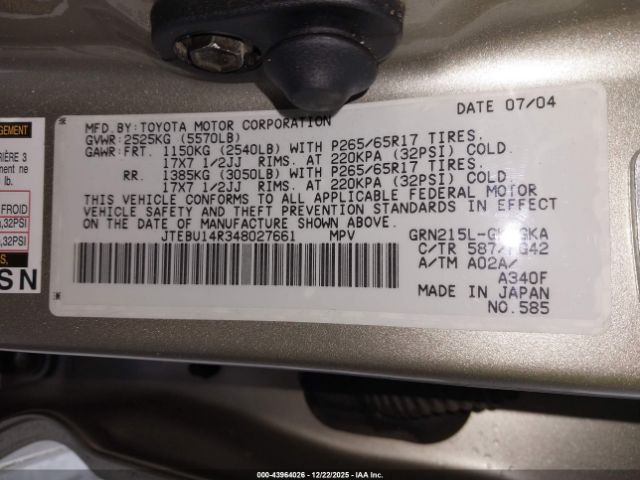 DATE 07/04
MFD.BY: TOYOTA MOTOR CORPORATION
GVWR: 2525KG (5570LB)
GAWR: FRT. 1150KG (2540LB) WITH P265/65R17 TIRES.
17X7 1/2JJ RIMS. AT 220KPA (32PSI) COLD.
RR. 1385KG (3050LB) WITH P265/65R17 TIRES.
17X7 1/2JJ RIMS. AT 220KPA (32PSI) COLD.
THIS VEHICLE CONFORMS TO ALL APPLICABLE FEDERAL MOTOR
VEHICLE SAFETY AND THEFT PREVENTION STANDARDS IN EFFECT
ON THE DATE OF MANUFACTURE SHOWN ABOVE.
JTEBU14R348027661 MPV
C/TR 587/
A/TM A02A/
A340F
MADE IN JAPAN
NO.585
IÈRE 3
ment ne
lb.
FROID
,32PSI
,32PSI
S,
SN
000-43964026 - 12/22/2025 - IAA, Inc.